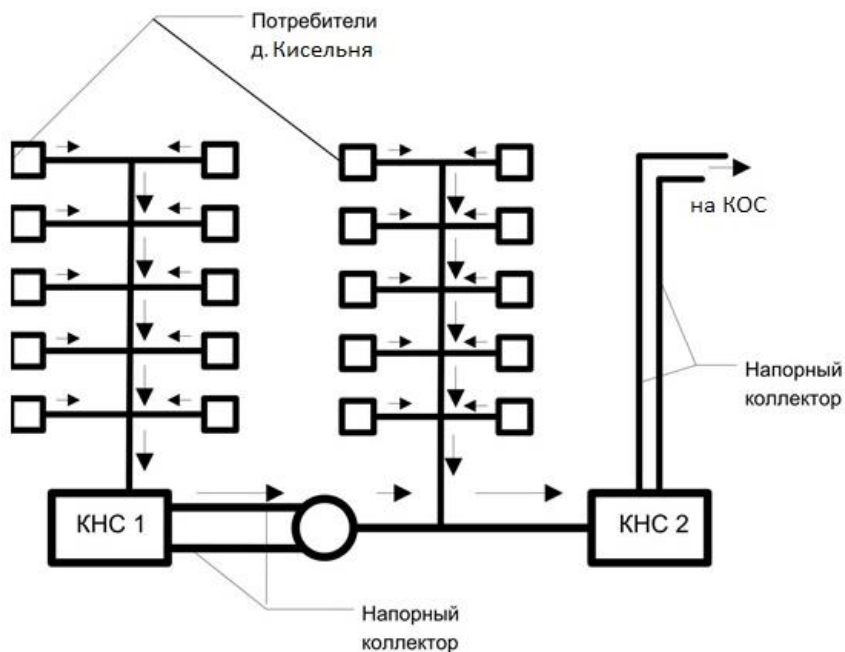 Потребители
д. Кисельня
на КОС
Напорный
коллектор
КНС 1
КНС 2
Напорный
коллектор